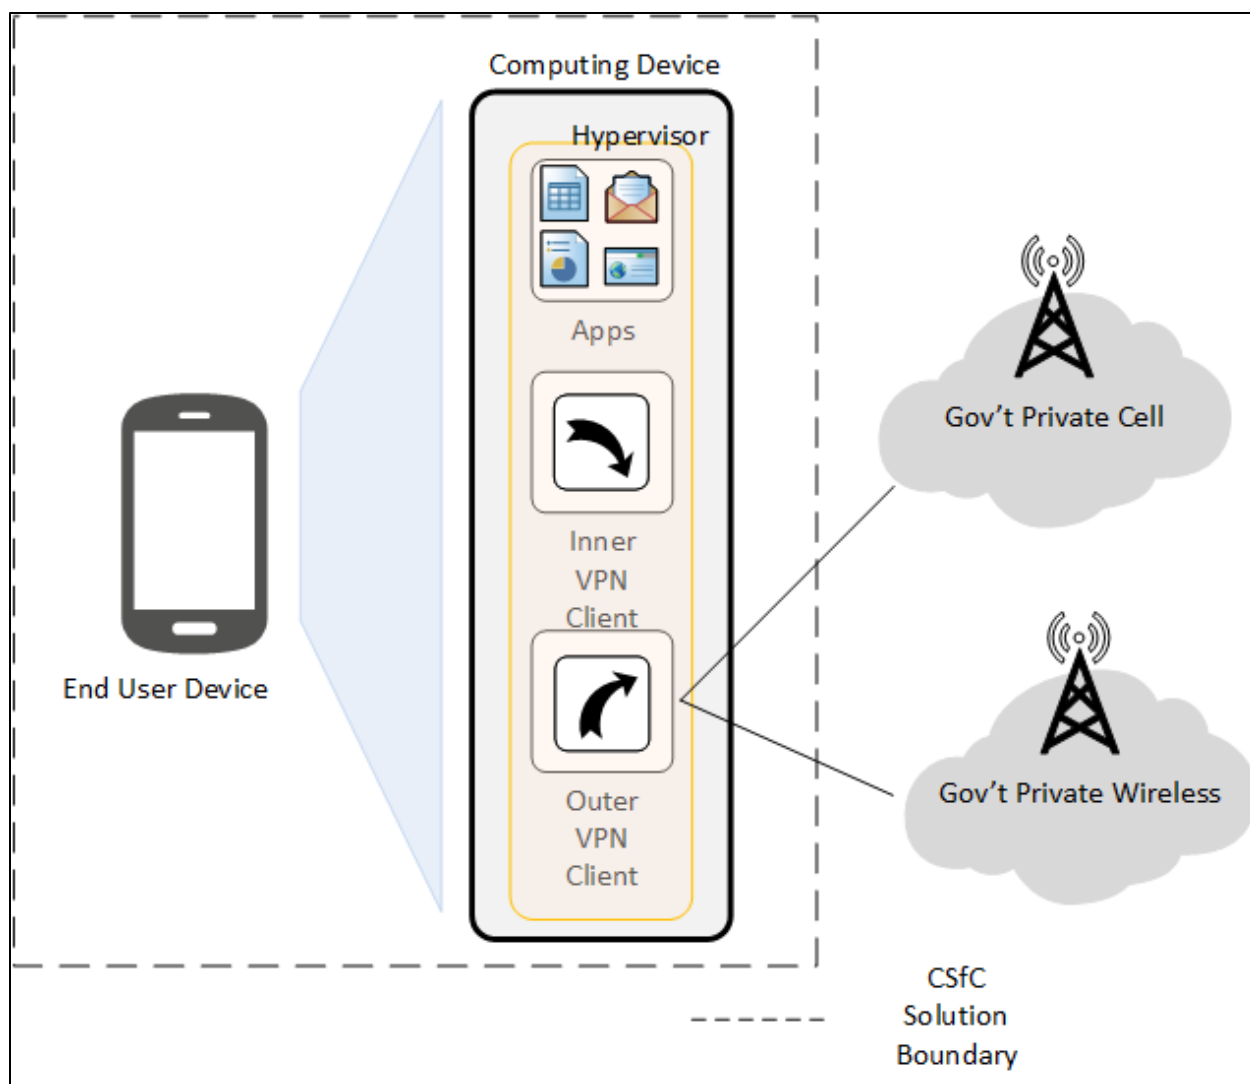 Computing Device
Hypervisor
Apps
Inner
VPN
Client
Outer
VPN
Client
End User Device
Gov't Private Cell
Gov't Private Wireless
CSfC
Solution
Boundary